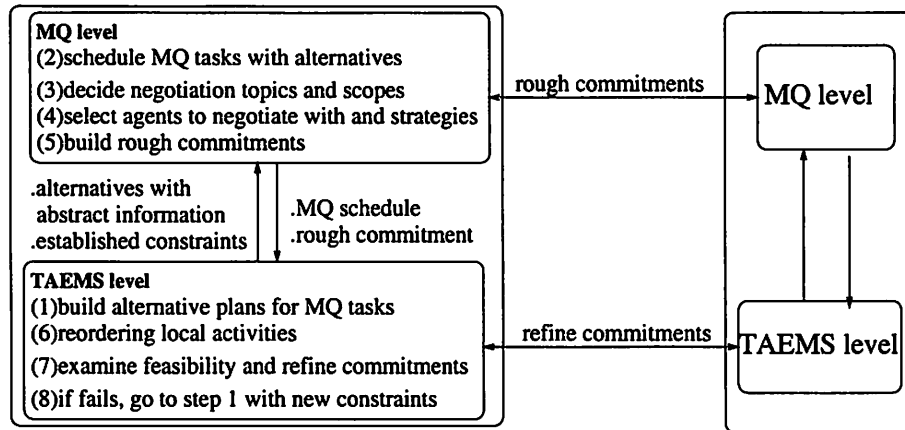 MQ level
(2)schedule MQ tasks with alternatives
(3)decide negotiation topics and scopes
(4)select agents to negotiate with and strategies
(5)build rough commitments
rough commitments
MQ level
.alternatives with
abstract information
.established constraints
.MQ schedule
.rough commitment
TAEMS level
(1)build alternative plans for MQ tasks
(6)reordering local activities
(7)examine feasibility and refine commitments
(8)if fails, go to step 1 with new constraints
refine commitments
TAEMS level